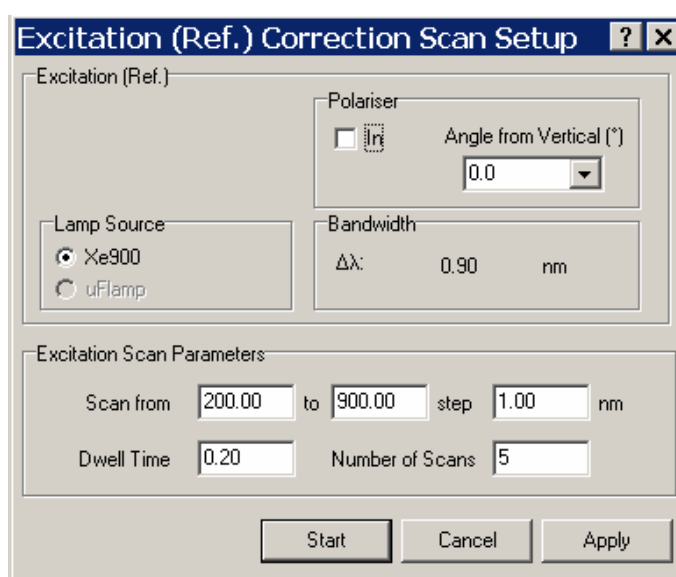 Excitation (Ref.) Correction Scan Setup
Excitation (Ref.)
Polariser
In Angle from Vertical (°)
0.0
Lamp Source
Xe900
uFlamp
Bandwidth
Δλ: 0.90 nm
Excitation Scan Parameters
Scan from 200.00 to 900.00 step 1.00 nm
Dwell Time 0.20 Number of Scans 5
Start Cancel Apply